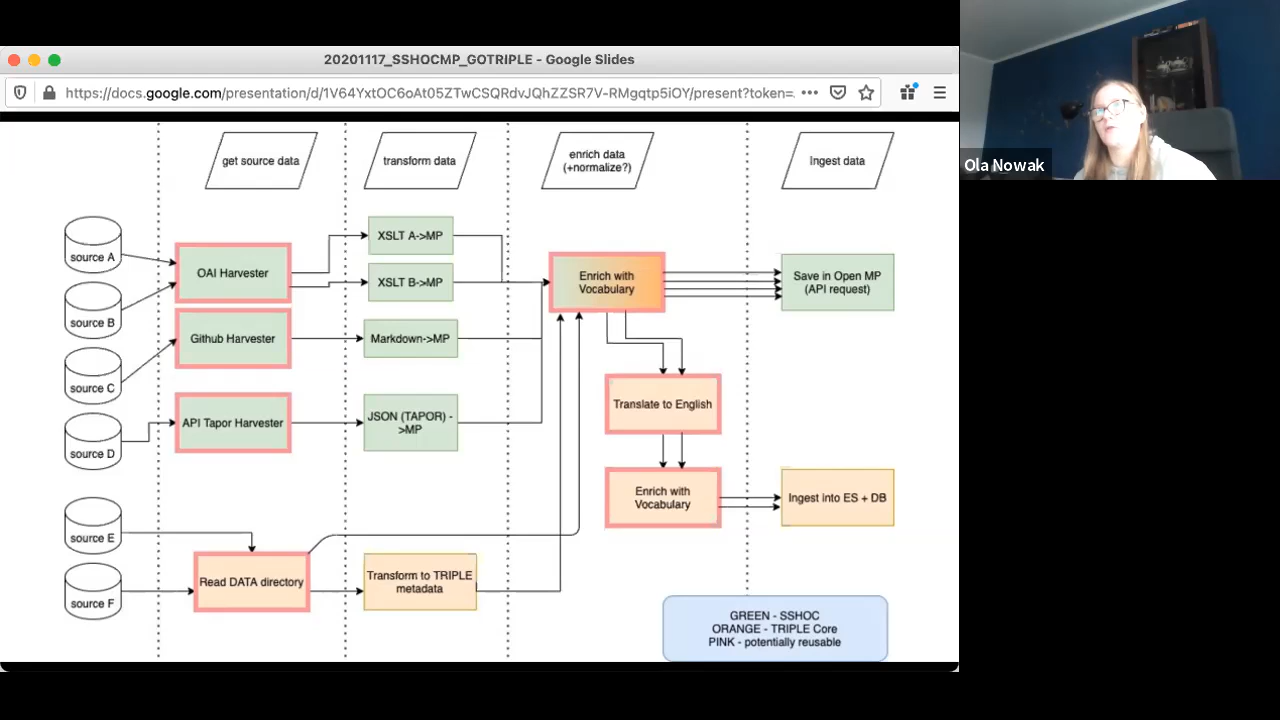 20201117_SSHOCMP_GOTRIPLE - Google Slides
https://docs.google.com/presentation/d/1V64YxtOC6oAt05ZTwCSQRdvJQhZZSR7V-RMgqtp5iOY/present?token=.
Ola Nowak
get source data
transform data
enrich data
(+normalize?)
Ingest data
source A
source B
source C
source D
source E
source F
OAI Harvester
Github Harvester
API Tapor Harvester
Read DATA directory
XSLT A->MP
XSLT B->MP
Markdown->MP
JSON (TAPOR) -
>MP
Transform to TRIPLE
metadata
Enrich with
Vocabulary
Translate to English
Enrich with
Vocabulary
Save in Open MP
(API request)
Ingest into ES + DB
GREEN - SSHOC
ORANGE - TRIPLE Core
PINK - potentially reusable